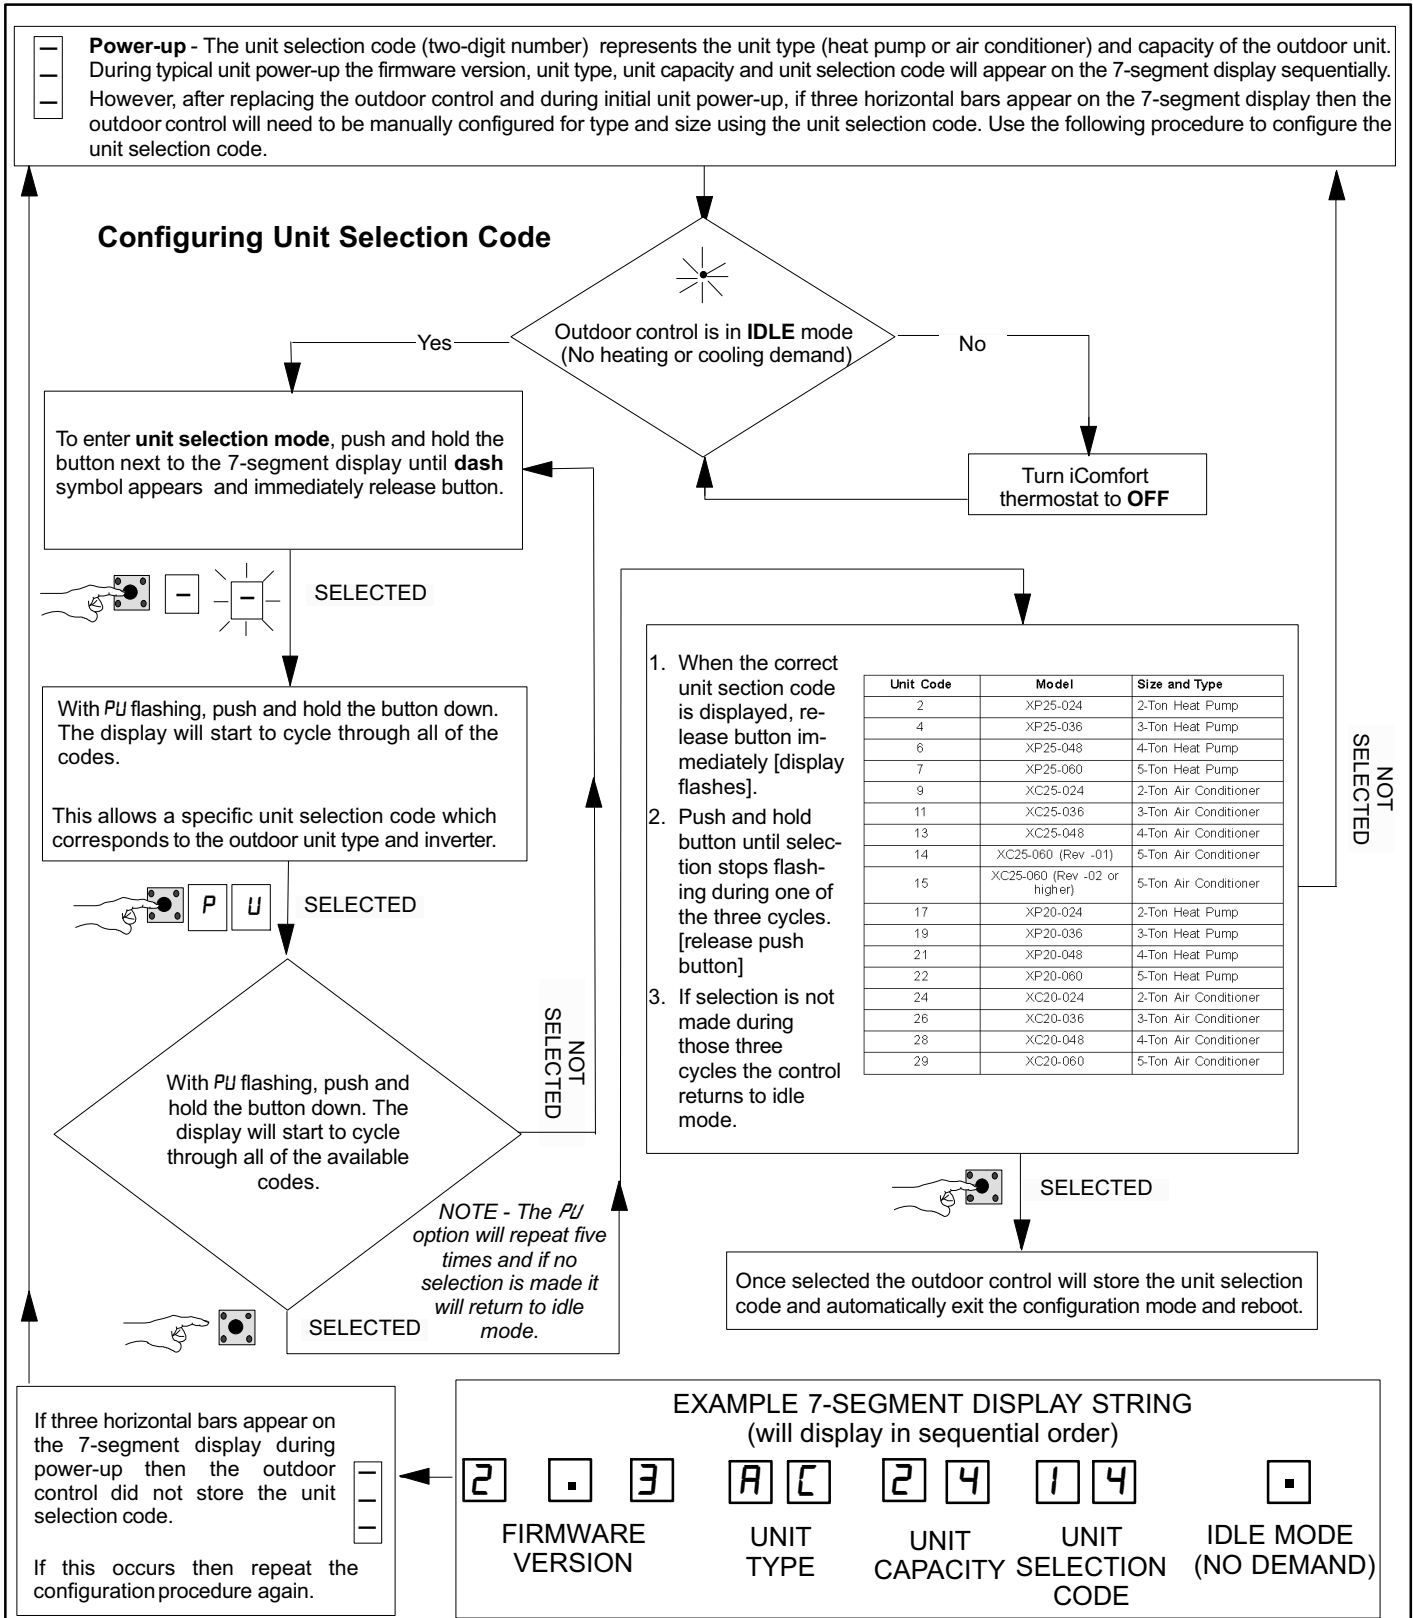 Power-up - The unit selection code (two-digit number) represents the unit type (heat pump or air conditioner) and capacity of the outdoor unit.
During typical unit power-up the firmware version, unit type, unit capacity and unit selection code will appear on the 7-segment display sequentially.
However, after replacing the outdoor control and during initial unit power-up, if three horizontal bars appear on the 7-segment display then the
outdoor control will need to be manually configured for type and size using the unit selection code. Use the following procedure to configure the
unit selection code.
Configuring Unit Selection Code
Outdoor control is in IDLE mode
(No heating or cooling demand)
Yes
No
Turn iComfort
thermostat to OFF
To enter unit selection mode, push and hold the
button next to the 7-segment display until dash
symbol appears and immediately release button.
SELECTED
With PU flashing, push and hold the button down.
The display will start to cycle through all of the
codes.
This allows a specific unit selection code which
corresponds to the outdoor unit type and inverter.
P U SELECTED
With PU flashing, push and
hold the button down. The
display will start to cycle
through all of the available
codes.
NOT
SELECTED
NOTE - The PU
option will repeat five
times and if no
selection is made it
will return to idle
mode.
SELECTED
1. When the correct
unit section code
is displayed, re-
lease button im-
mediately [display
flashes].
2. Push and hold
button until selec-
tion stops flash-
ing during one of
the three cycles.
[release push
button]
3. If selection is not
made during
those three
cycles the control
returns to idle
mode.
Unit Code Model Size and Type
2 XP25-024 2-Ton Heat Pump
4 XP25-036 3-Ton Heat Pump
6 XP25-048 4-Ton Heat Pump
7 XP25-060 5-Ton Heat Pump
9 XC25-024 2-Ton Air Conditioner
11 XC25-036 3-Ton Air Conditioner
13 XC25-048 4-Ton Air Conditioner
14 XC25-060 (Rev -01) 5-Ton Air Conditioner
15 XC25-060 (Rev -02 or
higher) 5-Ton Air Conditioner
17 XP20-024 2-Ton Heat Pump
19 XP20-036 3-Ton Heat Pump
21 XP20-048 4-Ton Heat Pump
22 XP20-060 5-Ton Heat Pump
24 XC20-024 2-Ton Air Conditioner
26 XC20-036 3-Ton Air Conditioner
28 XC20-048 4-Ton Air Conditioner
29 XC20-060 5-Ton Air Conditioner
NOT
SELECTED
SELECTED
Once selected the outdoor control will store the unit selection
code and automatically exit the configuration mode and reboot.
If three horizontal bars appear on
the 7-segment display during
power-up then the outdoor
control did not store the unit
selection code.
If this occurs then repeat the
configuration procedure again.
EXAMPLE 7-SEGMENT DISPLAY STRING
(will display in sequential order)
2 . 3 A C 2 4 1 4 .
FIRMWARE
VERSION
UNIT
TYPE
UNIT
CAPACITY
UNIT
SELECTION
CODE
IDLE MODE
(NO DEMAND)